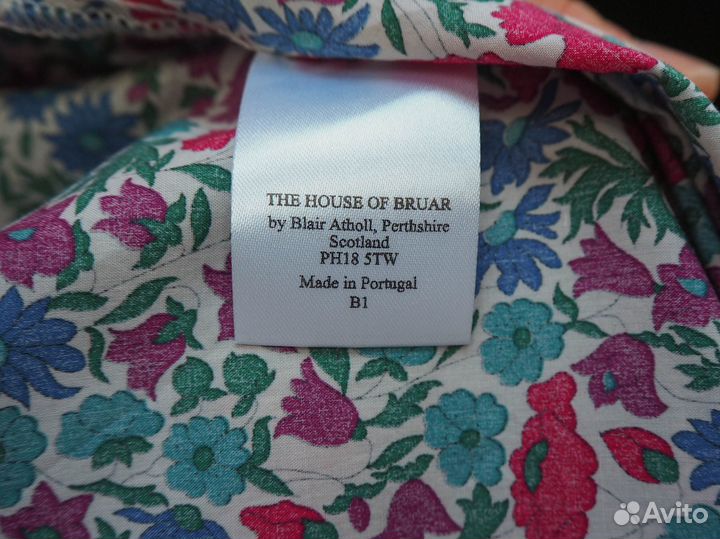 THE HOUSE OF BRUAR
by Blair Atholl, Perthshire
Scotland
PH18 5TW
Made in Portugal
B1
Avito